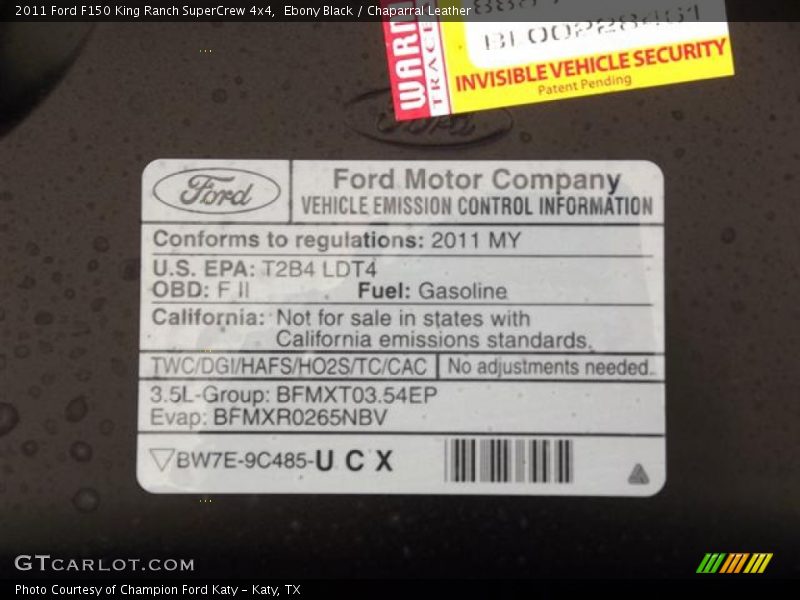 2011 Ford F150 King Ranch SuperCrew 4x4, Ebony Black / Chaparral Leather
INVISIBLE VEHICLE SECURITY
Patent Pending
Ford
Ford
Ford Motor Company
VEHICLE EMISSION CONTROL INFORMATION
Conforms to regulations: 2011 MY
U.S. EPA: T2B4 LDT4
OBD: F II Fuel: Gasoline
California: Not for sale in states with
California emissions standards.
TWC/DGI/HAFS/HO2S/TC/CAC No adjustments needed.
3.5L-Group: BFMXT03.54EP
Evap: BFMXR0265NBV
BW7E-9C485-U C X
GTCARLOT.COM
Photo Courtesy of Champion Ford Katy - Katy, TX